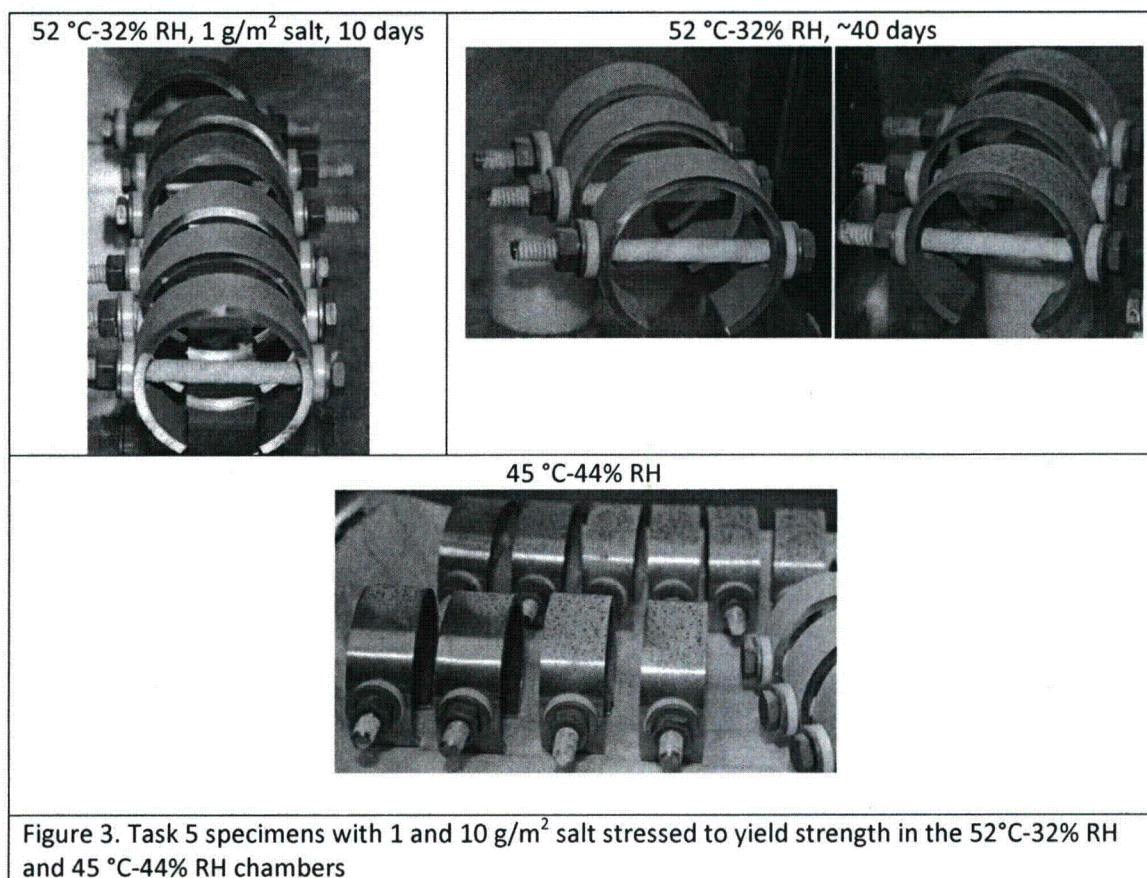 52 °C-32% RH, 1 g/m² salt, 10 days
52 °C-32% RH, ~40 days
45 °C-44% RH
Figure 3. Task 5 specimens with 1 and 10 g/m² salt stressed to yield strength in the 52°C-32% RH
and 45 °C-44% RH chambers